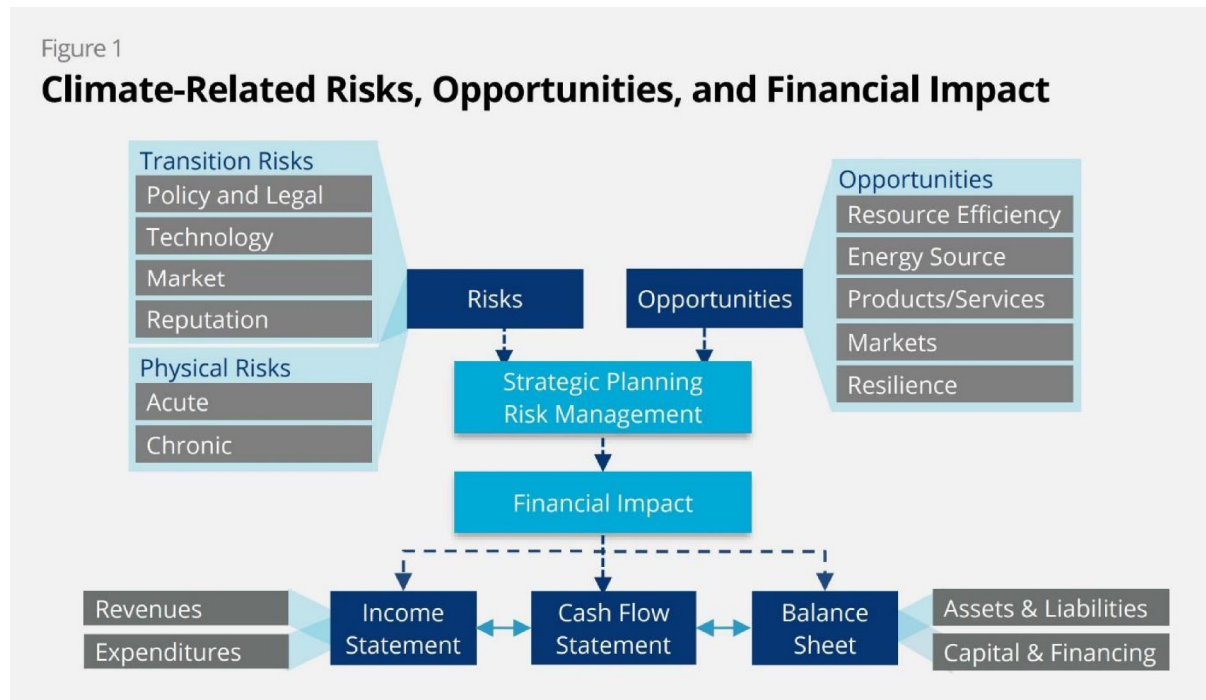 Figure 1
Climate-Related Risks, Opportunities, and Financial Impact
Transition Risks
Policy and Legal
Technology
Market
Reputation
Physical Risks
Acute
Chronic
Risks
Opportunities
Opportunities
Resource Efficiency
Energy Source
Products/Services
Markets
Resilience
Strategic Planning
Risk Management
Financial Impact
Revenues
Expenditures
Income
Statement
Cash Flow
Statement
Balance
Sheet
Assets & Liabilities
Capital & Financing